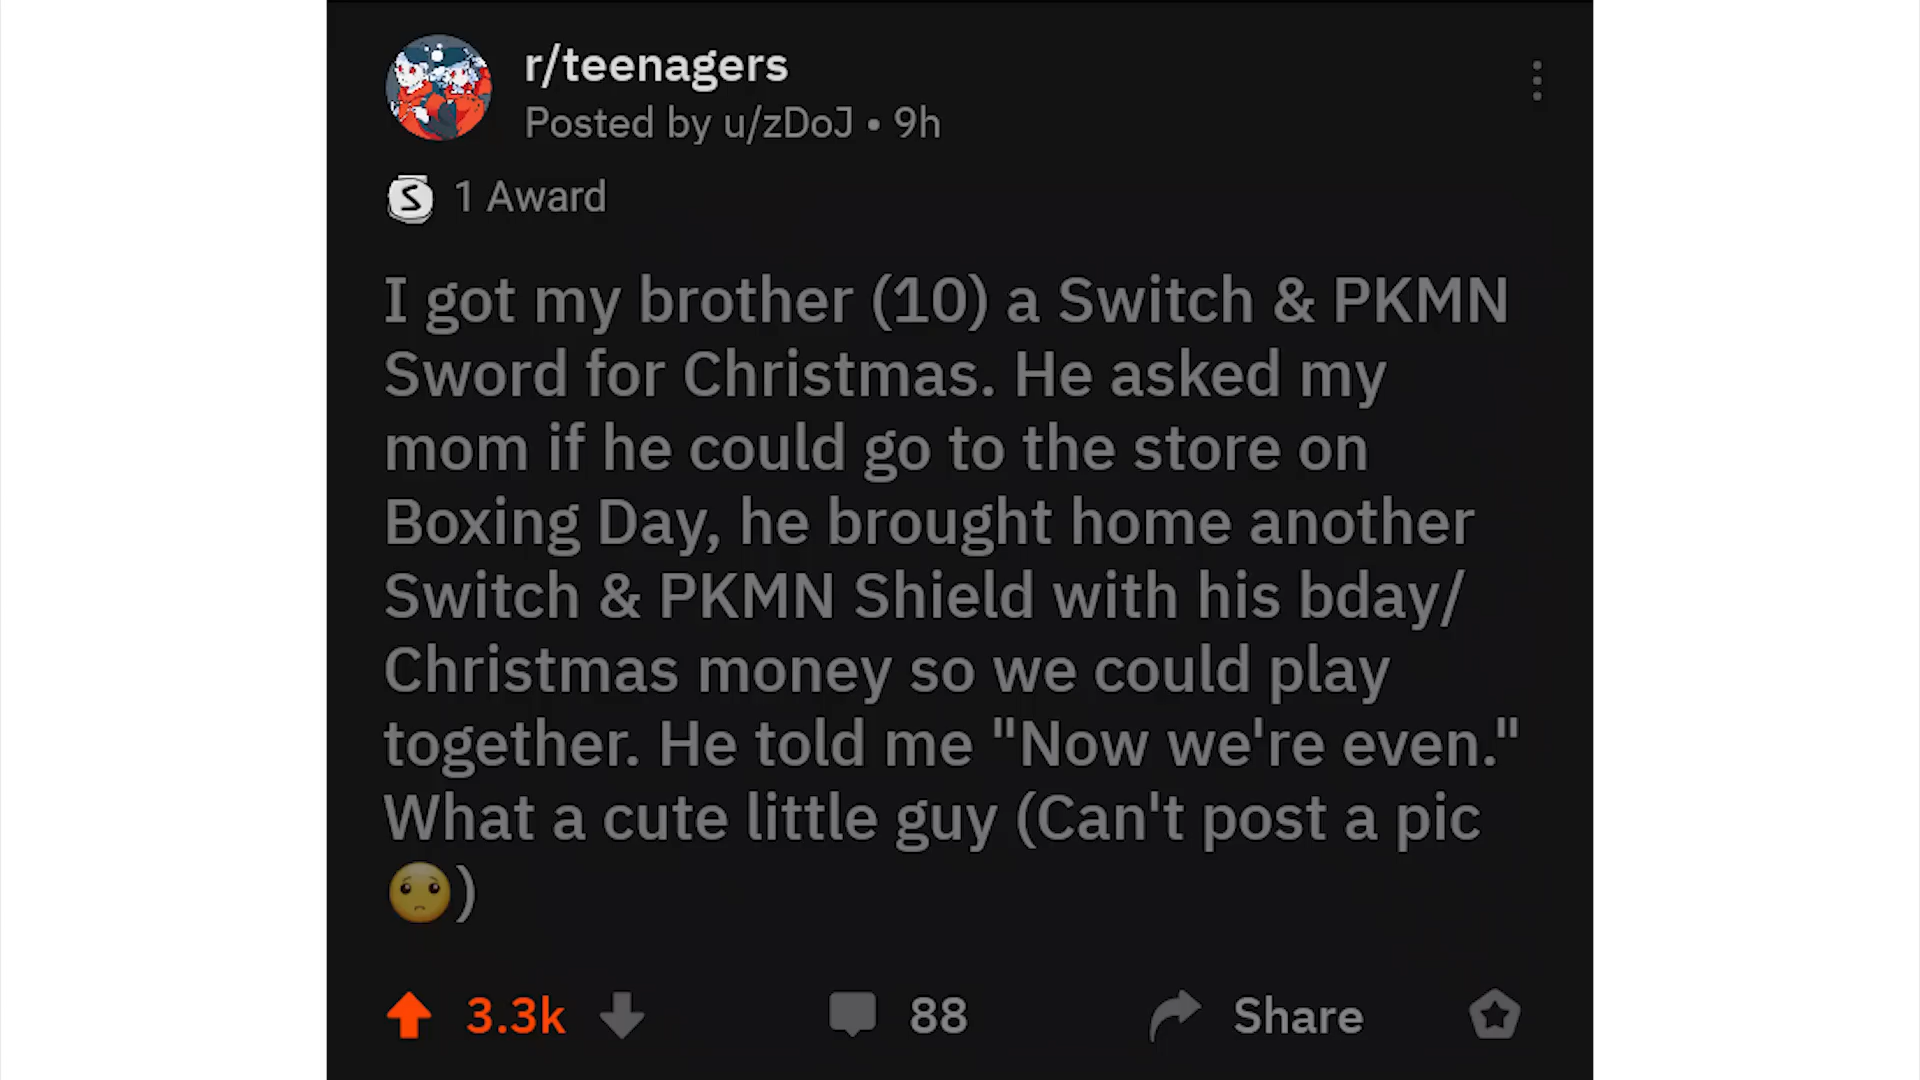 r/teenagers
Posted by u/zDoJ • 9h
S 1 Award
I got my brother (10) a Switch & PKMN
Sword for Christmas. He asked my
mom if he could go to the store on
Boxing Day, he brought home another
Switch & PKMN Shield with his bday/
Christmas money so we could play
together. He told me "Now we're even."
What a cute little guy (Can't post a pic
🥺)
3.3k 88 Share